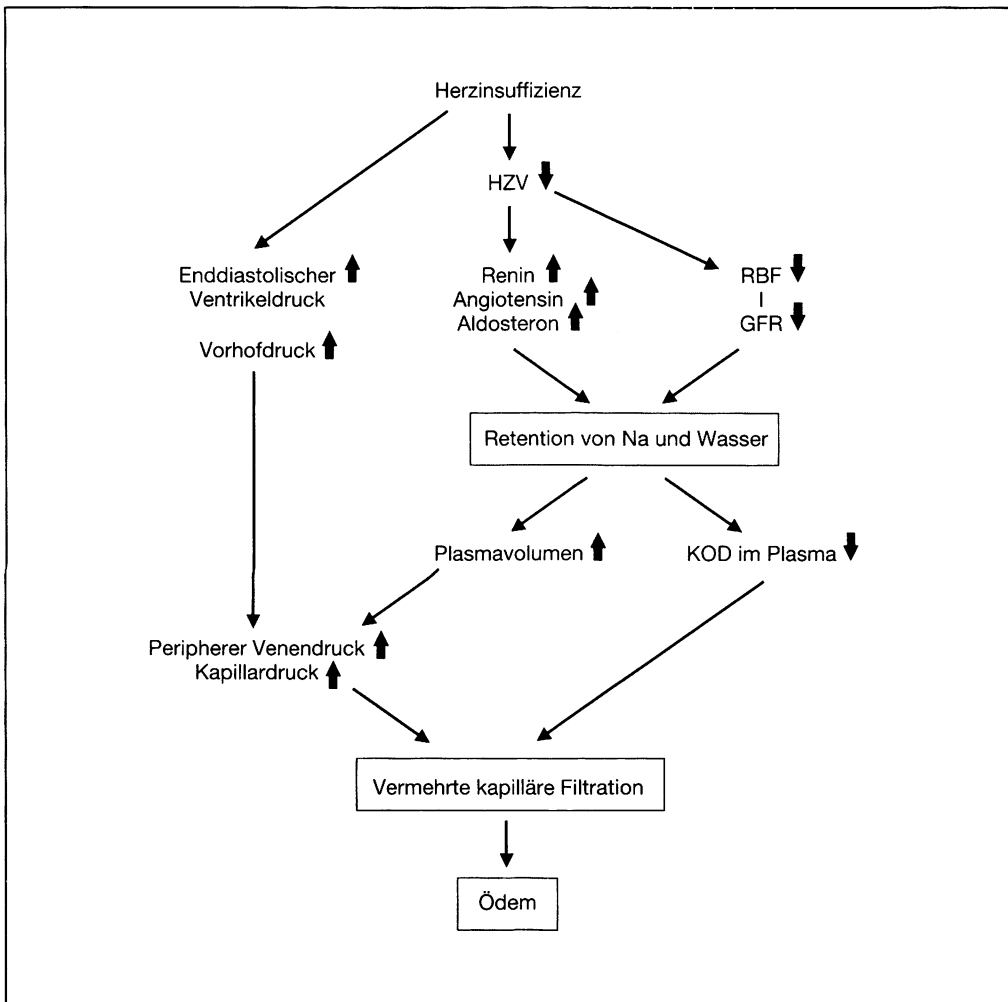 Herzinsuffizienz
HZV
Enddiastolischer
Ventrikeldruck
Vorhofdruck
Renin
Angiotensin
Aldosteron
RBF
GFR
Retention von Na und Wasser
Plasmavolumen
KOD im Plasma
Peripherer Venendruck
Kapillardruck
Vermehrte kapilläre Filtration
Ödem